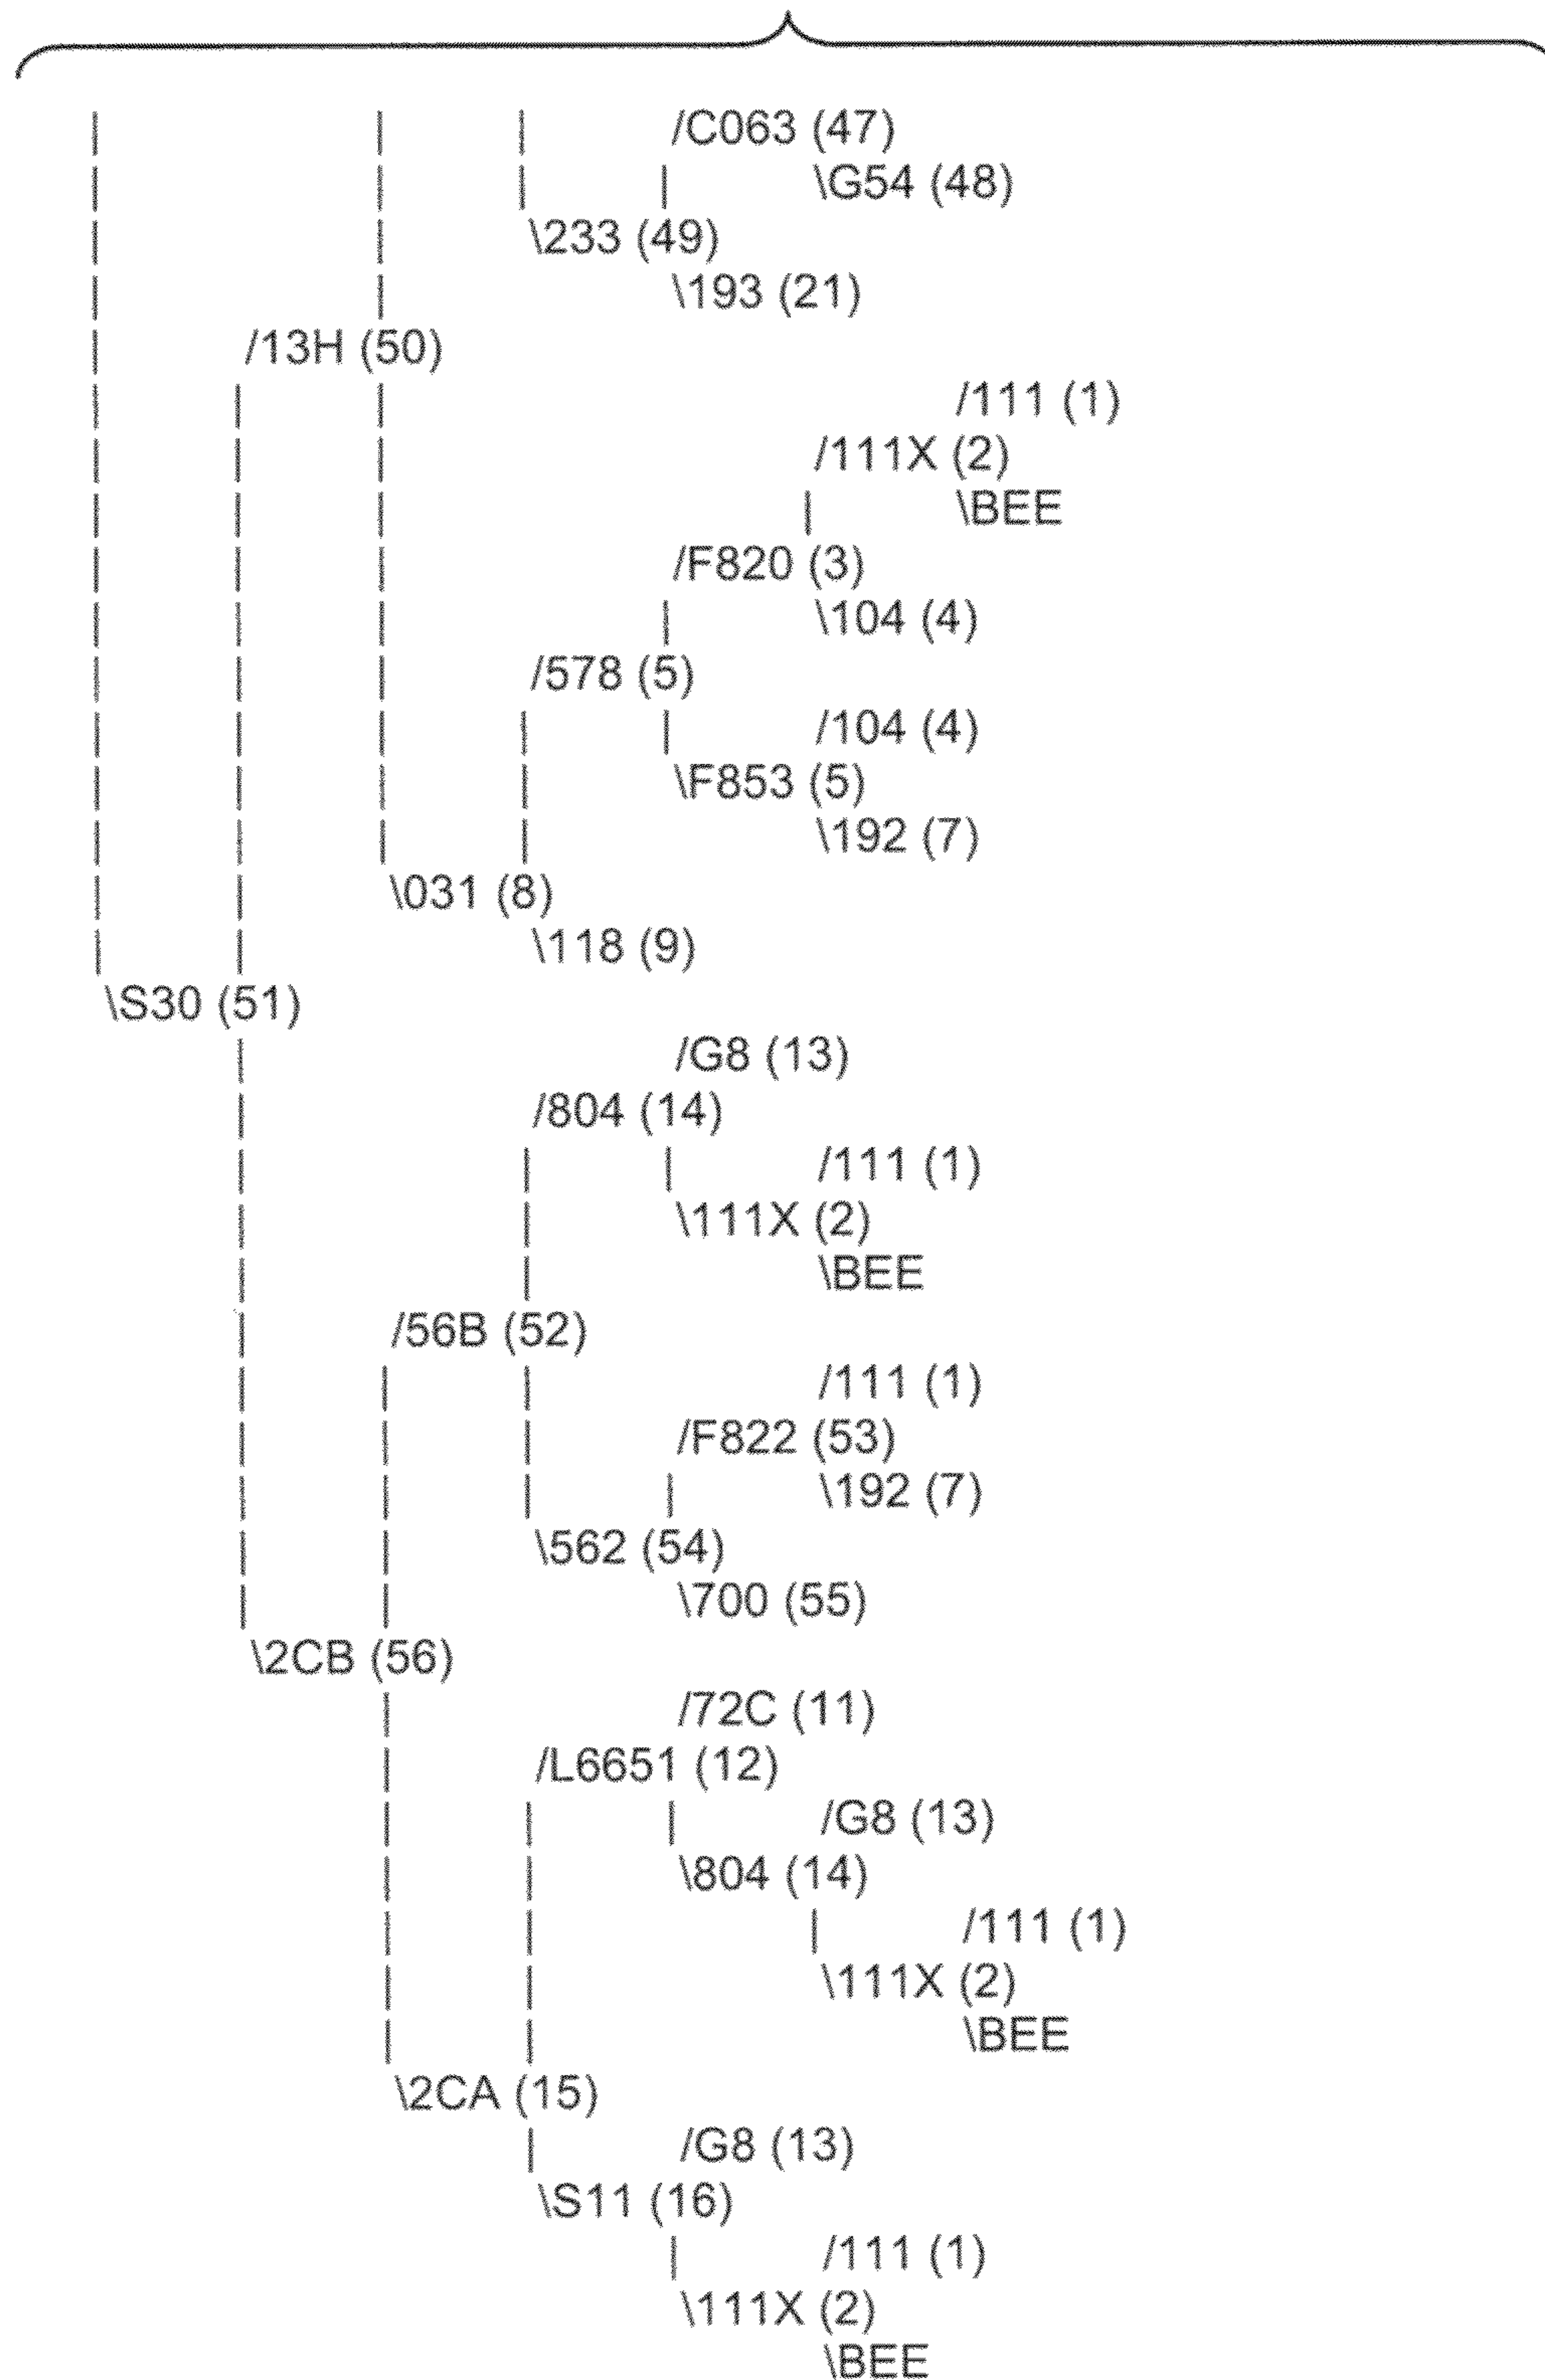 /C063 (47)
\G54 (48)
\233 (49)
\193 (21)
/13H (50)
/111 (1)
/111X (2)
\BEE
/F820 (3)
\104 (4)
/578 (5)
/104 (4)
\F853 (5)
\192 (7)
\031 (8)
\118 (9)
\S30 (51)
/G8 (13)
/804 (14)
/111 (1)
\111X (2)
\BEE
/56B (52)
/111 (1)
/F822 (53)
\192 (7)
\562 (54)
\700 (55)
\2CB (56)
/72C (11)
/L6651 (12)
/G8 (13)
\804 (14)
/111 (1)
\111X (2)
\BEE
\2CA (15)
/G8 (13)
\S11 (16)
/111 (1)
\111X (2)
\BEE